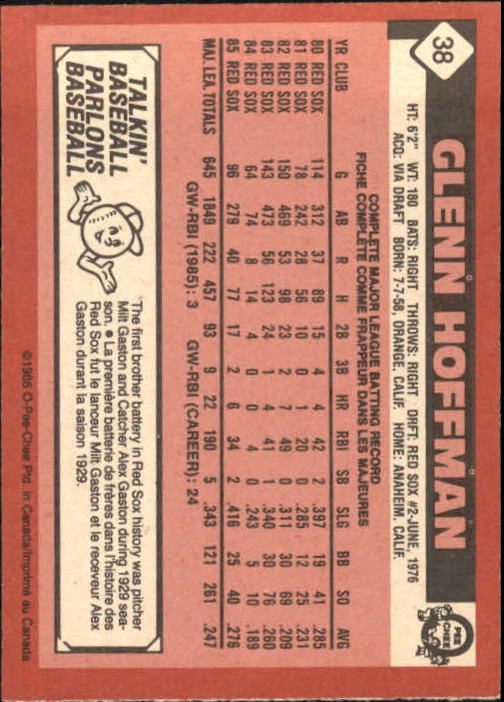 38
GLENN HOFFMAN
OPEE CHEE
HT: 6'2" WT: 180 BATS: RIGHT THROWS: RIGHT DRFT: RED SOX #2-JUNE, 1976
ACQ: VIA DRAFT BORN: 7-7-58, ORANGE, CALIF. HOME: ANAHEIM, CALIF.
COMPLETE MAJOR LEAGUE BATTING RECORD
FICHE COMPLÈTE COMME FRAPPEUR DANS LES MAJEURES
YR CLUB G AB R H 2B 3B HR RBI SB SLG BB SO AVG
80 RED SOX 114 312 37 89 15 4 4 42 2 .397 19 41 .285
81 RED SOX 78 242 28 56 10 0 1 20 0 .285 12 25 .231
82 RED SOX 150 469 53 98 23 2 7 49 0 .311 30 69 .209
83 RED SOX 143 473 56 123 24 1 4 41 1 .340 30 76 .260
84 RED SOX 64 74 8 14 4 0 0 4 0 .243 5 10 .189
85 RED SOX 96 279 40 77 17 2 6 34 2 .416 25 40 .276
MAJ. LEA. TOTALS 645 1849 222 457 93 9 22 190 5 .343 121 261 .247
GW-RBI (1985): 3 GW-RBI (CAREER): 24
TALKIN'
BASEBALL
PARLONS
BASEBALL
The first brother battery in Red Sox history was pitcher
Milt Gaston and Catcher Alex Gaston during 1929 sea-
son. • La première batterie de frères dans l'histoire des
Red Sox fut le lanceur Milt Gaston et le receveur Alex
Gaston durant la saison 1929.
©1986 O-Pee-Chee Ptd. in Canada/Imprimé au Canada